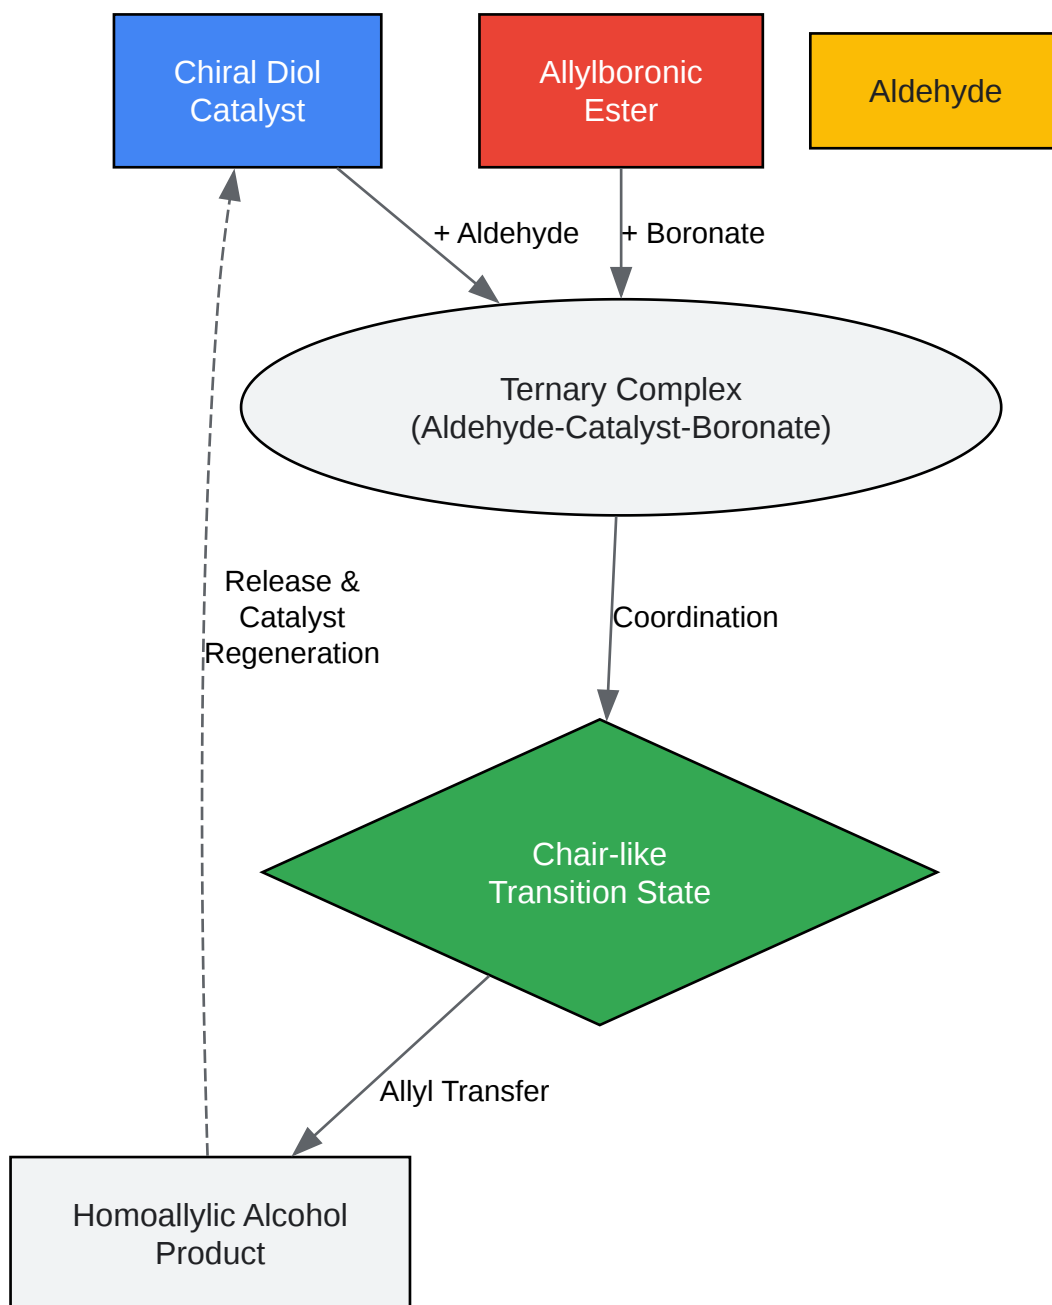 Chiral Diol
Catalyst
Allylboronic
Ester
Aldehyde
+ Aldehyde
+ Boronate
Ternary Complex
(Aldehyde-Catalyst-Boronate)
Release &
Catalyst
Regeneration
Coordination
Chair-like
Transition State
Allyl Transfer
Homoallylic Alcohol
Product